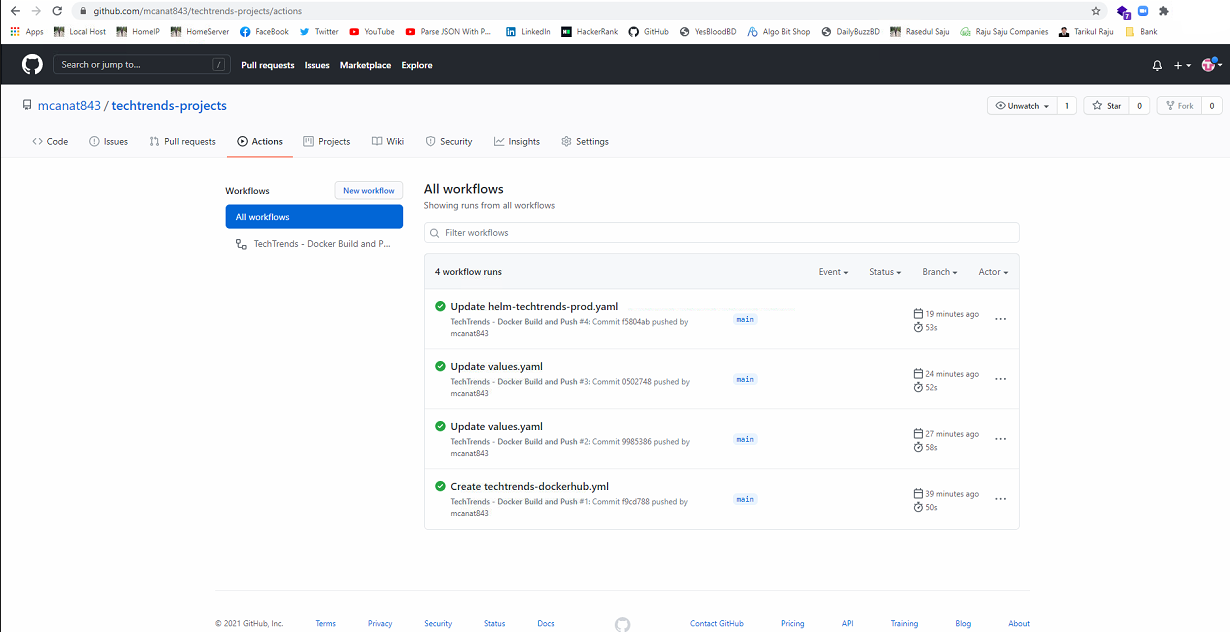 github.com/mcanat843/techtrends-projects/actions
7
Apps Local Host HomeIP HomeServer FaceBook Twitter YouTube Parse JSON With P... LinkedIn HackerRank GitHub YesBloodBD Algo Bit Shop DailyBuzzBD Rasedul Saju Raju Saju Companies Tarikul Raju Bank
Search or jump to... / Pull requests Issues Marketplace Explore
mcanat843 / techtrends-projects
Unwatch 1 Star 0 Fork 0
Code Issues Pull requests Actions Projects Wiki Security Insights Settings
Workflows New workflow
All workflows
TechTrends - Docker Build and P...
All workflows
Showing runs from all workflows
Filter workflows
4 workflow runs Event Status Branch Actor
Update helm-techtrends-prod.yaml
TechTrends - Docker Build and Push #4: Commit f5804ab pushed by
mcanat843
main
19 minutes ago
53s
Update values.yaml
TechTrends - Docker Build and Push #3: Commit 0502748 pushed by
mcanat843
main
24 minutes ago
52s
Update values.yaml
TechTrends - Docker Build and Push #2: Commit 9985386 pushed by
mcanat843
main
27 minutes ago
58s
Create techtrends-dockerhub.yml
TechTrends - Docker Build and Push #1: Commit f9cd788 pushed by
mcanat843
main
39 minutes ago
50s
© 2021 GitHub, Inc. Terms Privacy Security Status Docs Contact GitHub Pricing API Training Blog About